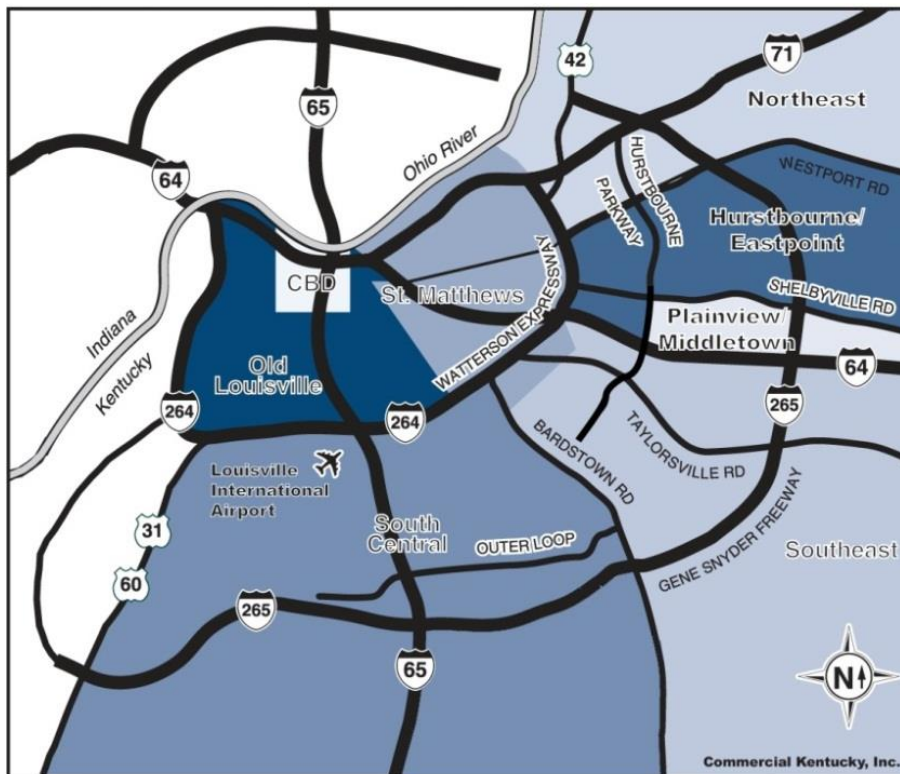 42
71
65
Northeast
Ohio River
HURSTBOURNE
PARKWAY
WESTPORT RD
64
Hurstbourne/
Eastpoint
CBD
St. Matthews
WATTERSON EXPRESSWAY
SHELBYVILLE RD
Plainview/
Middletown
Indiana
Kentucky
Old
Louisville
64
264
264
265
BARDSTOWN RD
TAYLORSVILLE RD
Louisville
International
Airport
31
South
Central
OUTER LOOP
GENE SNYDER FREEWAY
Southeast
60
265
65
N
Commercial Kentucky, Inc.